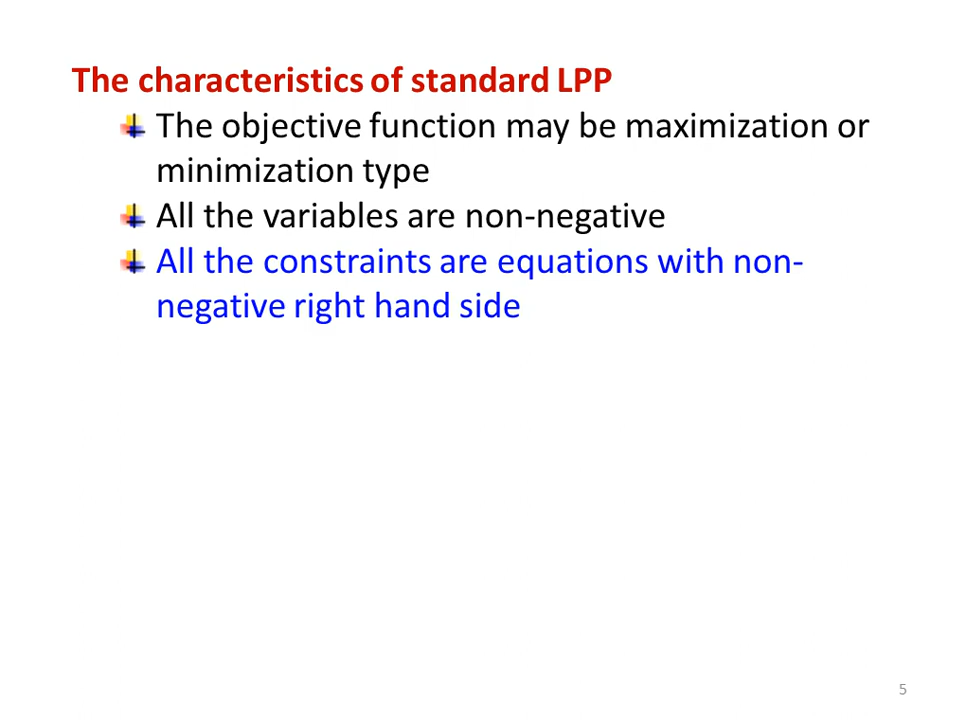 The characteristics of standard LPP
The objective function may be maximization or
minimization type
All the variables are non-negative
All the constraints are equations with non-
negative right hand side
5